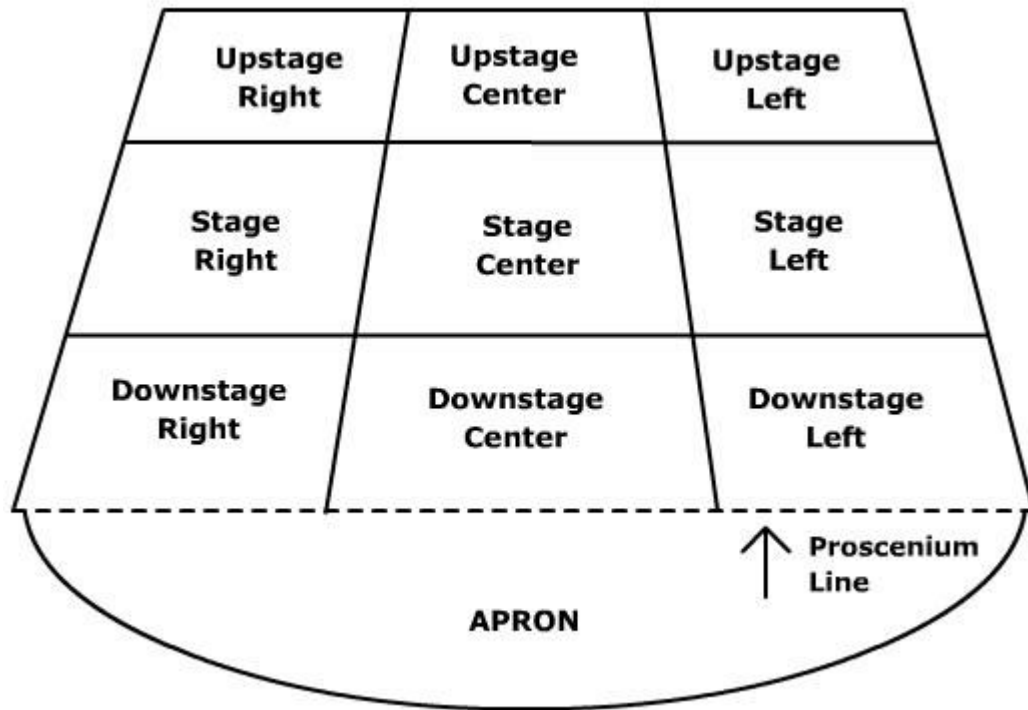 Upstage
Right
Upstage
Center
Upstage
Left
Stage
Right
Stage
Center
Stage
Left
Downstage
Right
Downstage
Center
Downstage
Left
Proscenium
Line
APRON